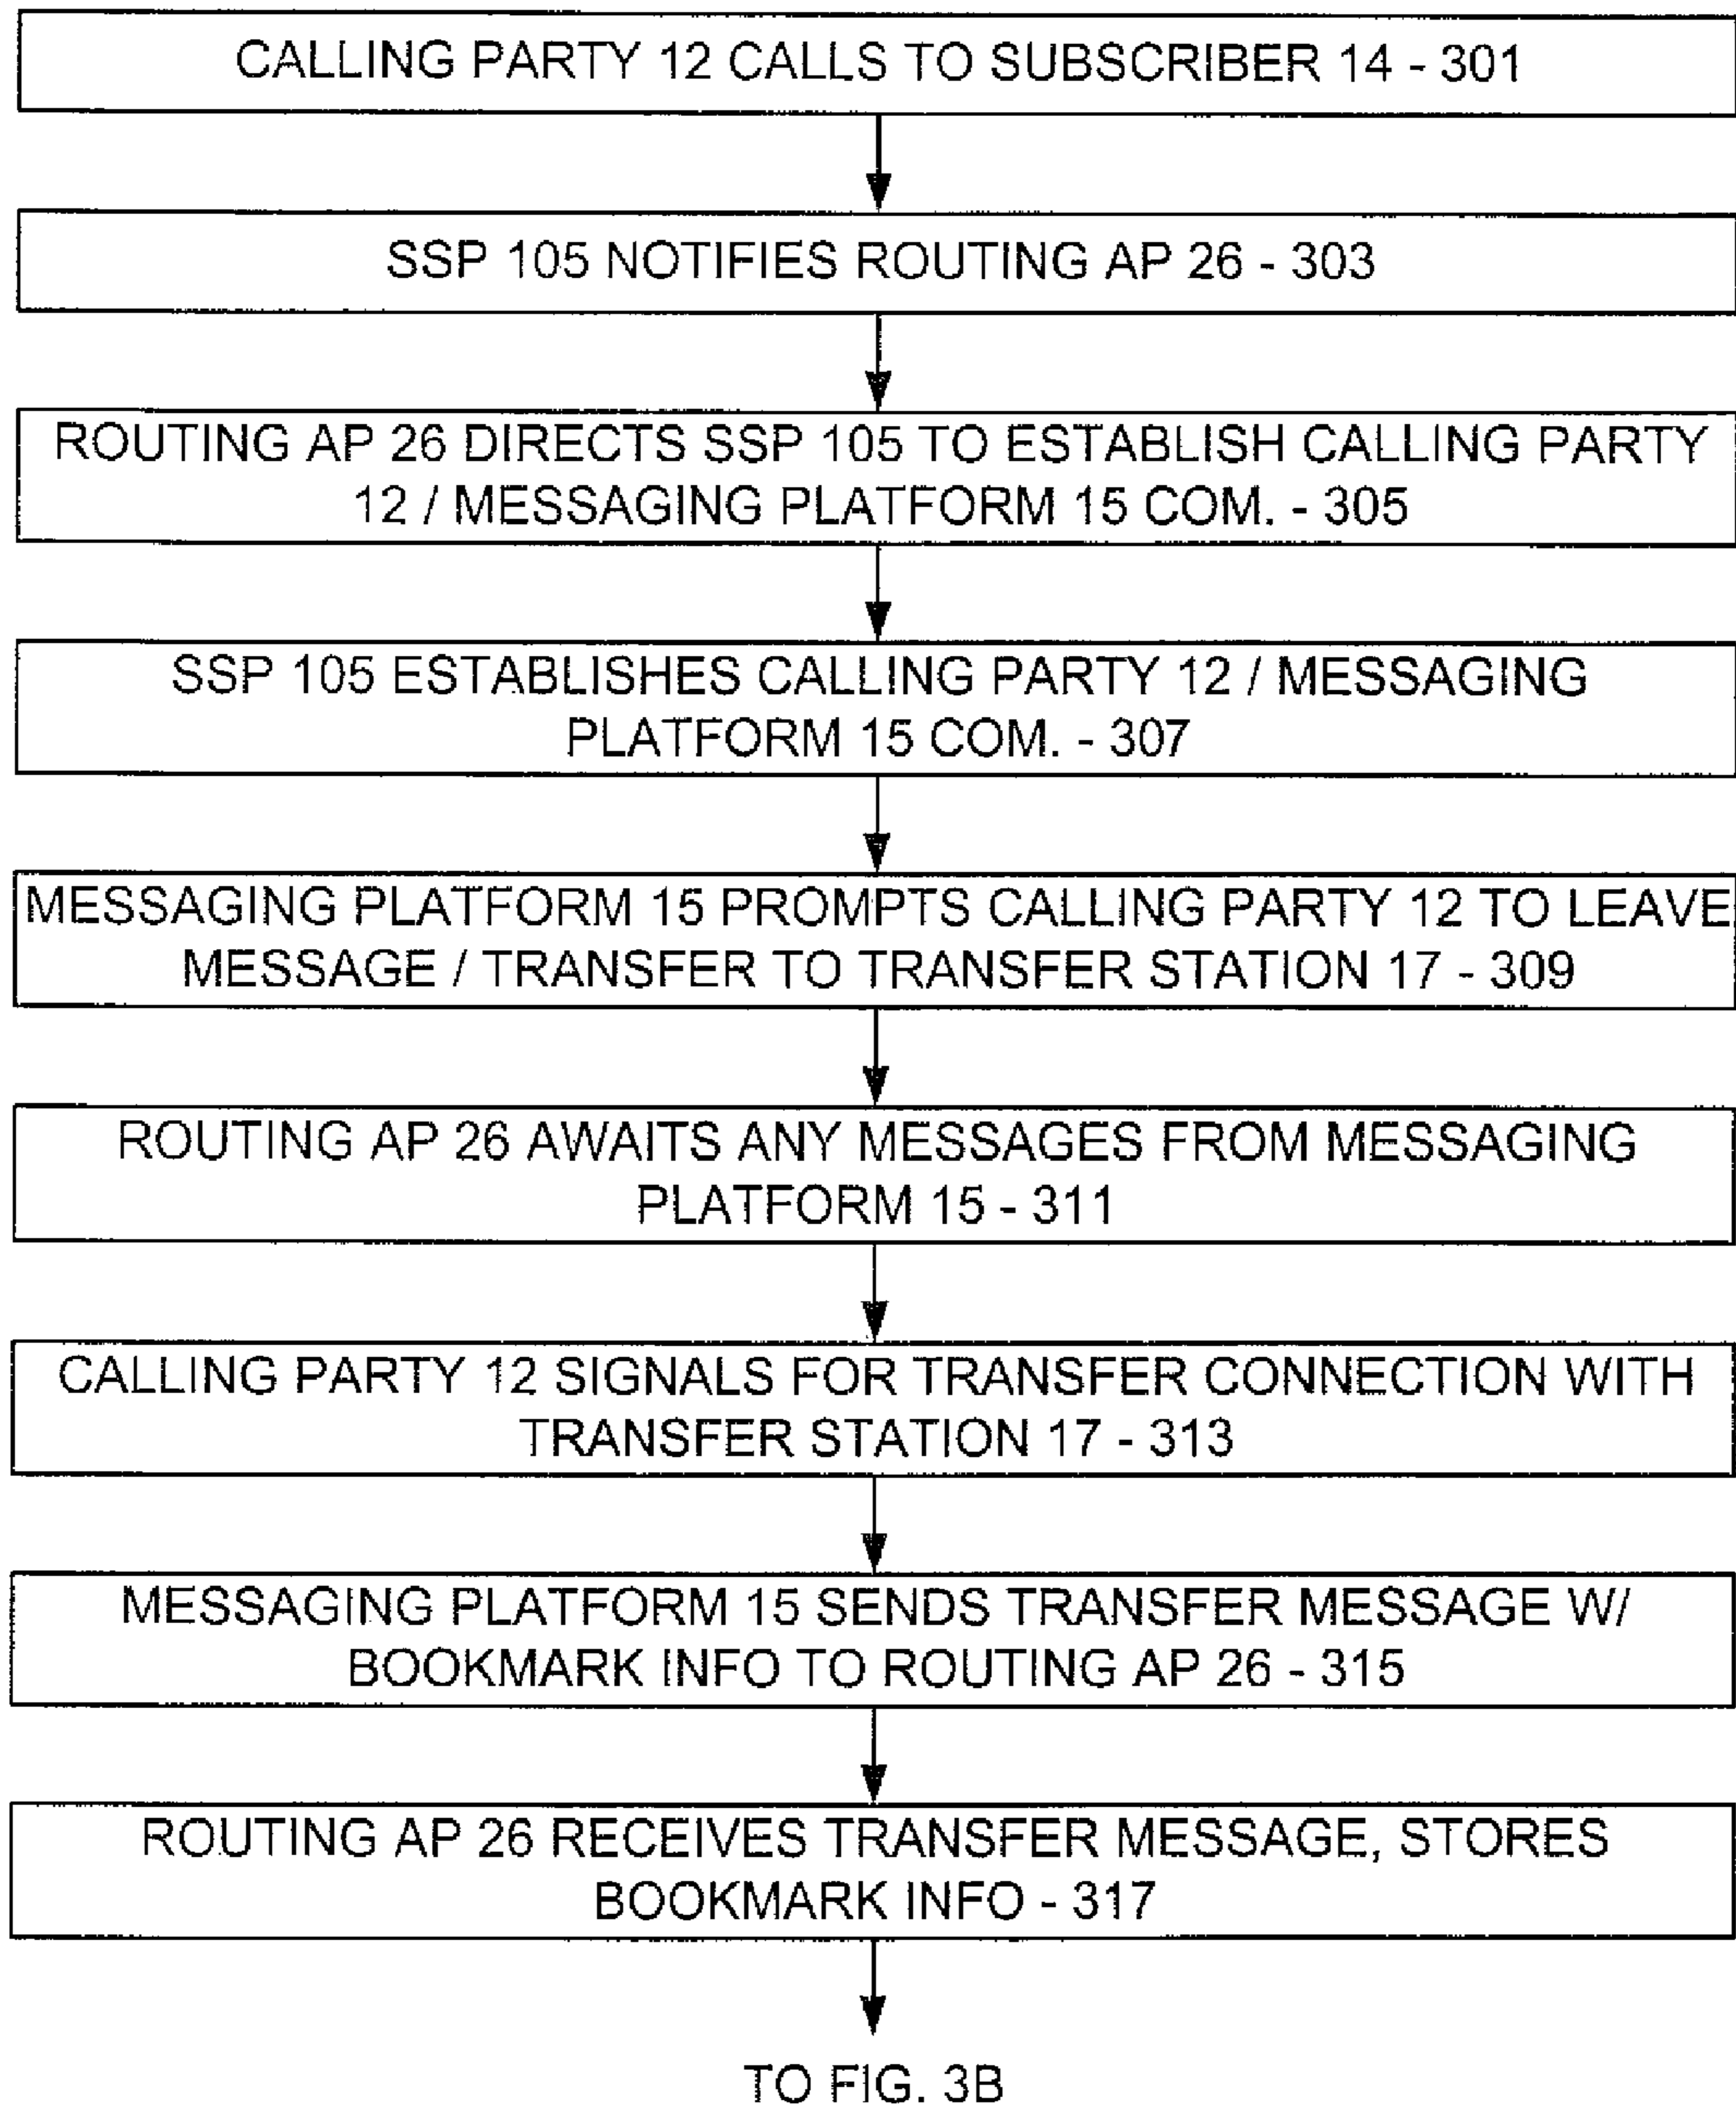 CALLING PARTY 12 CALLS TO SUBSCRIBER 14 - 301
SSP 105 NOTIFIES ROUTING AP 26 - 303
ROUTING AP 26 DIRECTS SSP 105 TO ESTABLISH CALLING PARTY
12 / MESSAGING PLATFORM 15 COM. - 305
SSP 105 ESTABLISHES CALLING PARTY 12 / MESSAGING
PLATFORM 15 COM. - 307
MESSAGING PLATFORM 15 PROMPTS CALLING PARTY 12 TO LEAVE
MESSAGE / TRANSFER TO TRANSFER STATION 17 - 309
ROUTING AP 26 AWAITS ANY MESSAGES FROM MESSAGING
PLATFORM 15 - 311
CALLING PARTY 12 SIGNALS FOR TRANSFER CONNECTION WITH
TRANSFER STATION 17 - 313
MESSAGING PLATFORM 15 SENDS TRANSFER MESSAGE W/
BOOKMARK INFO TO ROUTING AP 26 - 315
ROUTING AP 26 RECEIVES TRANSFER MESSAGE, STORES
BOOKMARK INFO - 317
TO FIG. 3B